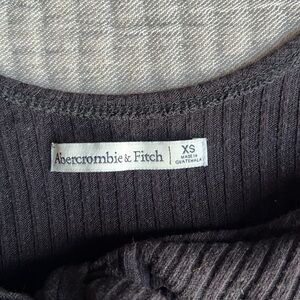 Abercrombie & Fitch
XS
MADE IN
GUATEMALA